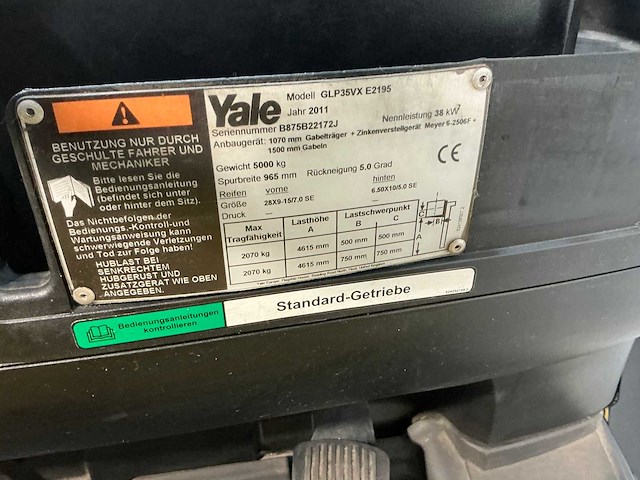 BENUTZUNG NUR DURCH
GESCHULTE FAHRER UND
MECHANIKER
Bitte lesen Sie die
Bedienungsanleitung
(befindet sich unter
oder hinter dem Sitz).
Das Nichtbefolgen der
Bedienungs,-Kontroll-und
Wartungsanweisung kann
schwerwiegende Verletzungen
und Tod zur Folge haben!
HUBLAST BEI
SENKRECHTEM
HUBGERÜST UND
ZUSATZGERÄT WIE OBEN
ANGEGEBEN.
Yale Modell GLP35VX E2195
Jahr 2011 Nennleistung 38 kW
Seriennummer B875B22172J
Anbaugerät: 1070 mm Gabelträger + Zinkenverstellgerät Meyer 6-2506F +
1500 mm Gabeln
Gewicht 5000 kg
Spurbreite 965 mm Rückneigung 5.0 Grad
Reifen vorne hinten
Größe 28X9-15/7.0 SE 6.50X10/5.0 SE
Druck — —
Max Tragfähigkeit Lasthöhe A Lastschwerpunkt B C
2070 kg 4615 mm 500 mm 500 mm
2070 kg 4615 mm 750 mm 750 mm
CE
C
B
A
Bedienungsanleitungen
kontrollieren
Standard-Getriebe